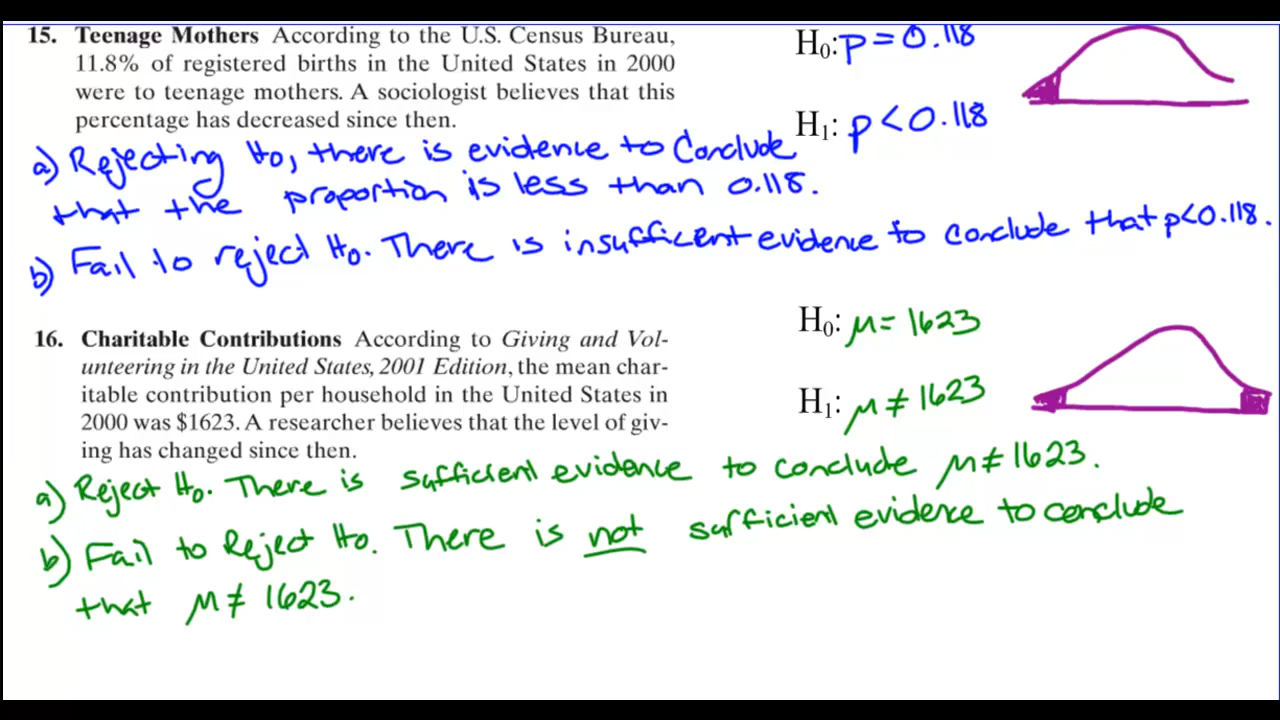 15. Teenage Mothers According to the U.S. Census Bureau,
11.8% of registered births in the United States in 2000
were to teenage mothers. A sociologist believes that this
percentage has decreased since then.
H₀: p = 0.118
H₁: p < 0.118
a) Rejecting H₀, there is evidence to conclude
that the proportion is less than 0.118.
b) Fail to reject H₀. There is insufficient evidence to conclude that p<0.118.
16. Charitable Contributions According to Giving and Vol-
unteering in the United States, 2001 Edition, the mean char-
itable contribution per household in the United States in
2000 was $1623. A researcher believes that the level of giv-
ing has changed since then.
H₀: μ = 1623
H₁: μ ≠ 1623
a) Reject H₀. There is sufficient evidence to conclude μ ≠ 1623.
b) Fail to Reject H₀. There is not sufficient evidence to conclude
that μ ≠ 1623.